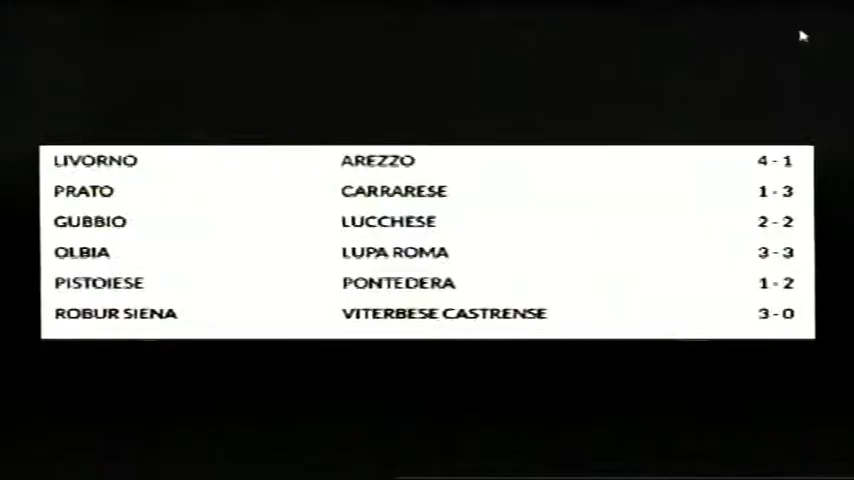 LIVORNO AREZZO 4 - 1
PRATO CARRARESE 1 - 3
GUBBIO LUCCHESE 2 - 2
OLBIA LUPA ROMA 3 - 3
PISTOIESE PONTEDERA 1 - 2
ROBUR SIENA VITERBESE CASTRENSE 3 - 0